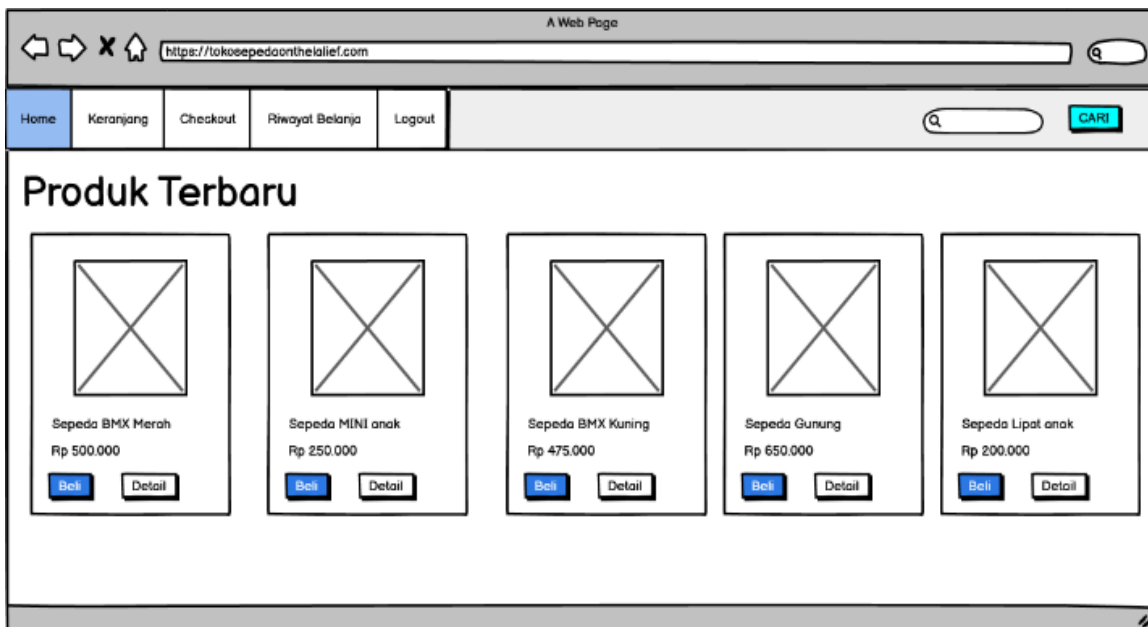 A Web Page
https://tokosepedaonthelalief.com
Home Keranjang Checkout Riwayat Belanja Logout CARI
Produk Terbaru
Sepeda BMX Merah Sepeda MINI anak Sepeda BMX Kuning Sepeda Gunung Sepeda Lipat anak
Rp 500.000 Rp 250.000 Rp 475.000 Rp 650.000 Rp 200.000
Beli Detail Beli Detail Beli Detail Beli Detail Beli Detail